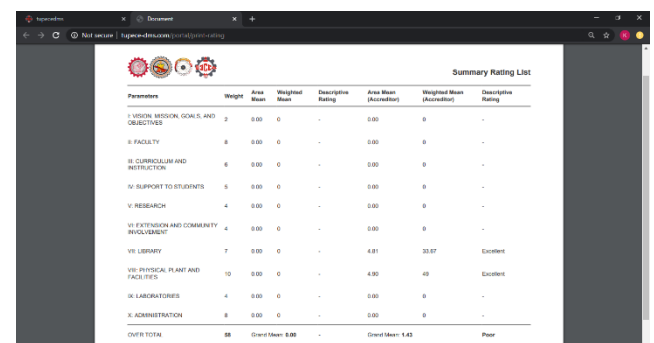 tupecedms
Document
Not secure | tupece-dms.com/portal/print-rating
K
Summary Rating List
Parameters Weight Area Mean Weighted Mean Descriptive Rating Area Mean (Accreditor) Weighted Mean (Accreditor) Descriptive Rating
I: VISION, MISSION, GOALS, AND OBJECTIVES 2 0.00 0 - 0.00 0 -
II: FACULTY 8 0.00 0 - 0.00 0 -
III: CURRICULUM AND INSTRUCTION 6 0.00 0 - 0.00 0 -
IV: SUPPORT TO STUDENTS 5 0.00 0 - 0.00 0 -
V: RESEARCH 4 0.00 0 - 0.00 0 -
VI: EXTENSION AND COMMUNITY INVOLVEMENT 4 0.00 0 - 0.00 0 -
VII: LIBRARY 7 0.00 0 - 4.81 33.67 Excellent
VIII: PHYSICAL PLANT AND FACILITIES 10 0.00 0 - 4.90 49 Excellent
IX: LABORATORIES 4 0.00 0 - 0.00 0 -
X: ADMINISTRATION 8 0.00 0 - 0.00 0 -
OVER TOTAL 58 Grand Mean: 0.00 - Grand Mean: 1.43 Poor